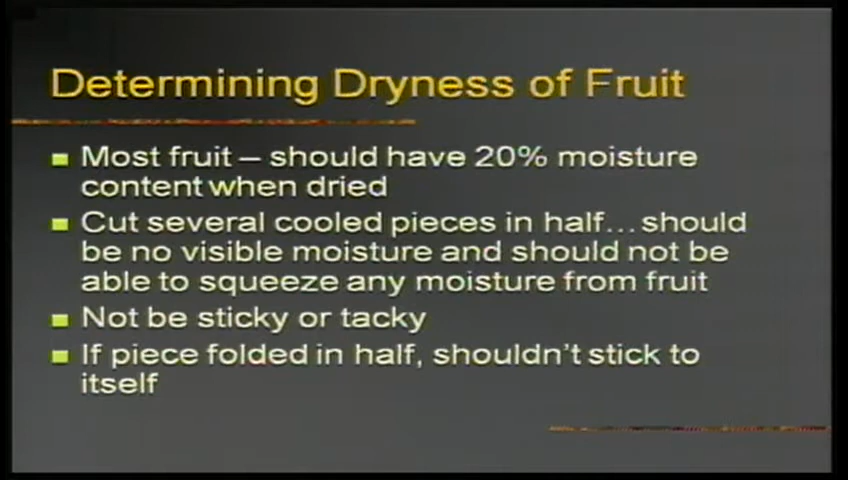 Determining Dryness of Fruit
Most fruit – should have 20% moisture
content when dried
Cut several cooled pieces in half...should
be no visible moisture and should not be
able to squeeze any moisture from fruit
Not be sticky or tacky
If piece folded in half, shouldn't stick to
itself